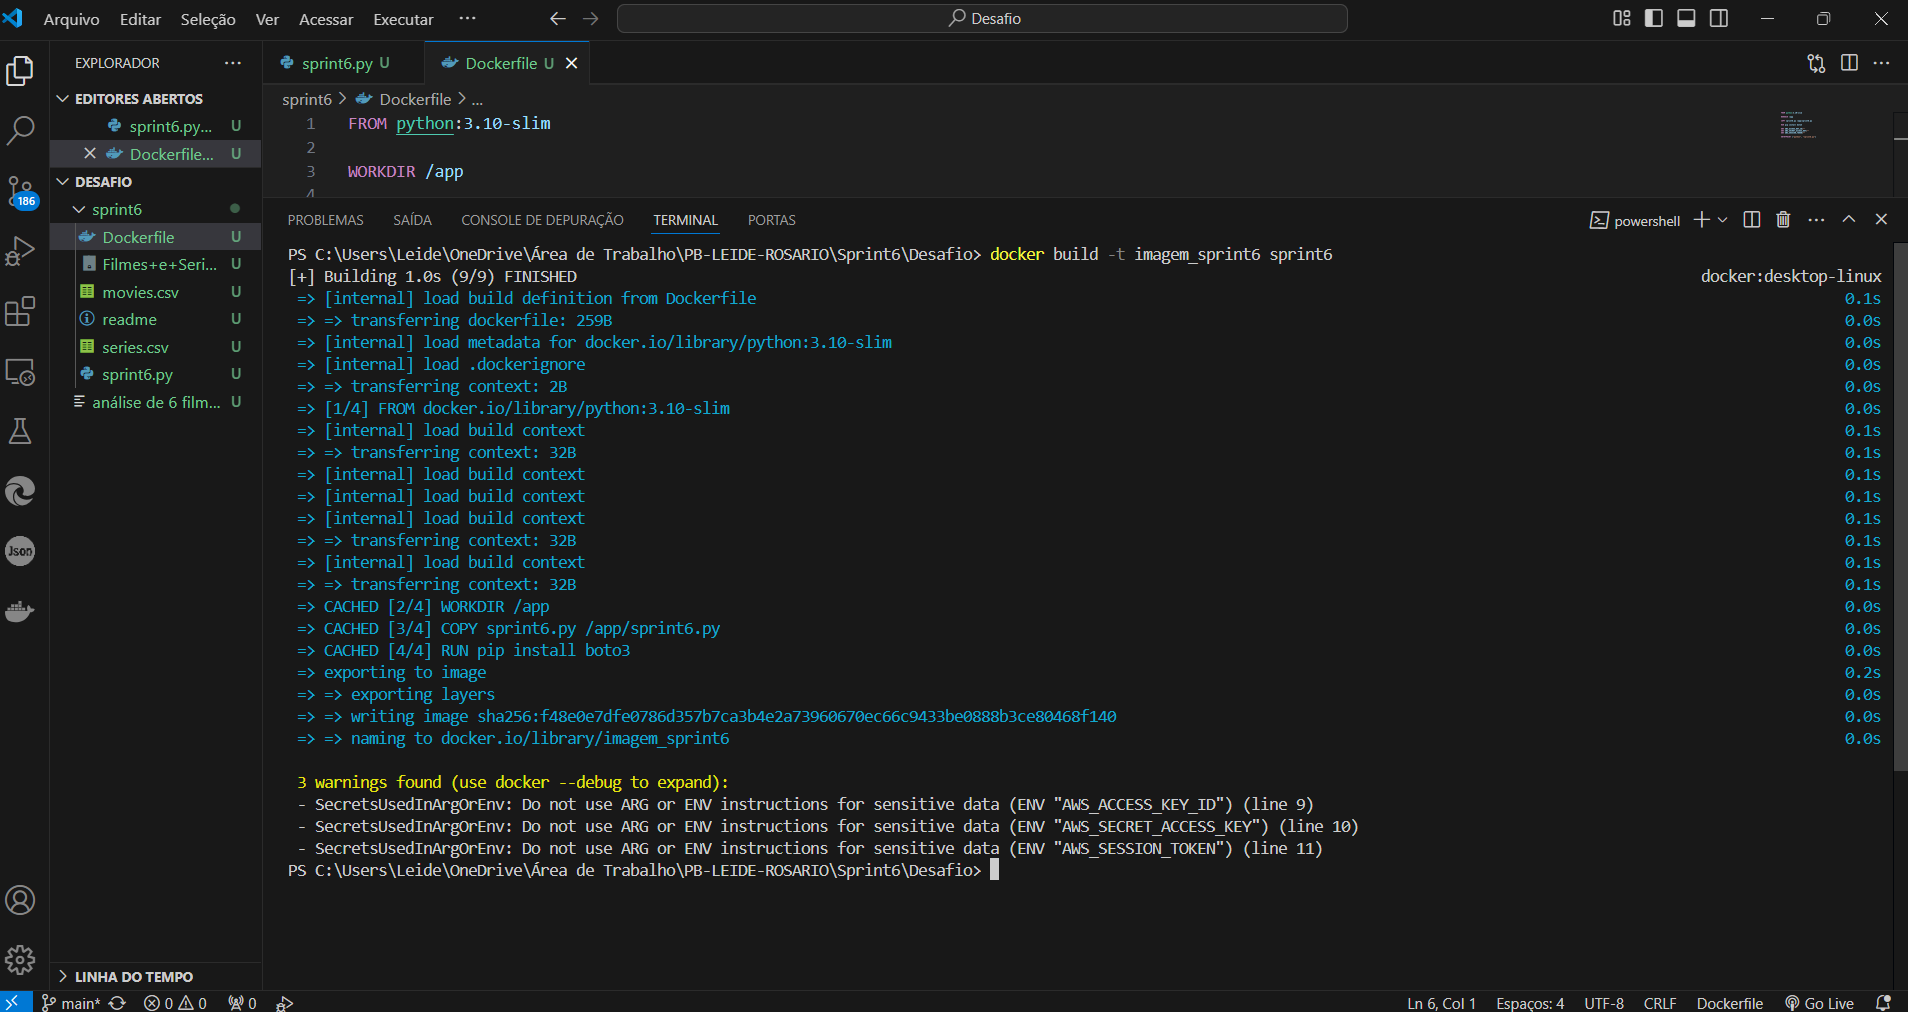 Arquivo Editar Seleção Ver Acessar Executar ··· Desafio
EXPLORADOR ···
EDITORES ABERTOS
sprint6.py... U
Dockerfile... U
DESAFIO
sprint6
Dockerfile U
Filmes+e+Seri... U
movies.csv U
readme U
series.csv U
sprint6.py U
análise de 6 film... U
LINHA DO TEMPO
186
Json
sprint6.py U Dockerfile U
sprint6 > Dockerfile > ...
1 FROM python:3.10-slim
2
3 WORKDIR /app
4
PROBLEMAS SAÍDA CONSOLE DE DEPURAÇÃO TERMINAL PORTAS powershell
PS C:\Users\Leide\OneDrive\Área de Trabalho\PB-LEIDE-ROSARIO\Sprint6\Desafio> docker build -t imagem_sprint6 sprint6
[+] Building 1.0s (9/9) FINISHED docker:desktop-linux
=> [internal] load build definition from Dockerfile 0.1s
=> => transferring dockerfile: 259B 0.0s
=> [internal] load metadata for docker.io/library/python:3.10-slim 0.0s
=> [internal] load .dockerignore 0.0s
=> => transferring context: 2B 0.0s
=> [1/4] FROM docker.io/library/python:3.10-slim 0.0s
=> [internal] load build context 0.1s
=> => transferring context: 32B 0.1s
=> [internal] load build context 0.1s
=> [internal] load build context 0.1s
=> [internal] load build context 0.1s
=> => transferring context: 32B 0.1s
=> [internal] load build context 0.1s
=> => transferring context: 32B 0.1s
=> CACHED [2/4] WORKDIR /app 0.0s
=> CACHED [3/4] COPY sprint6.py /app/sprint6.py 0.0s
=> CACHED [4/4] RUN pip install boto3 0.0s
=> exporting to image 0.2s
=> => exporting layers 0.0s
=> => writing image sha256:f48e0e7dfe0786d357b7ca3b4e2a73960670ec66c9433be0888b3ce80468f140 0.0s
=> => naming to docker.io/library/imagem_sprint6 0.0s
3 warnings found (use docker --debug to expand):
- SecretsUsedInArgOrEnv: Do not use ARG or ENV instructions for sensitive data (ENV "AWS_ACCESS_KEY_ID") (line 9)
- SecretsUsedInArgOrEnv: Do not use ARG or ENV instructions for sensitive data (ENV "AWS_SECRET_ACCESS_KEY") (line 10)
- SecretsUsedInArgOrEnv: Do not use ARG or ENV instructions for sensitive data (ENV "AWS_SESSION_TOKEN") (line 11)
PS C:\Users\Leide\OneDrive\Área de Trabalho\PB-LEIDE-ROSARIO\Sprint6\Desafio>
main* 0 0 0 Ln 6, Col 1 Espaços: 4 UTF-8 CRLF Dockerfile Go Live